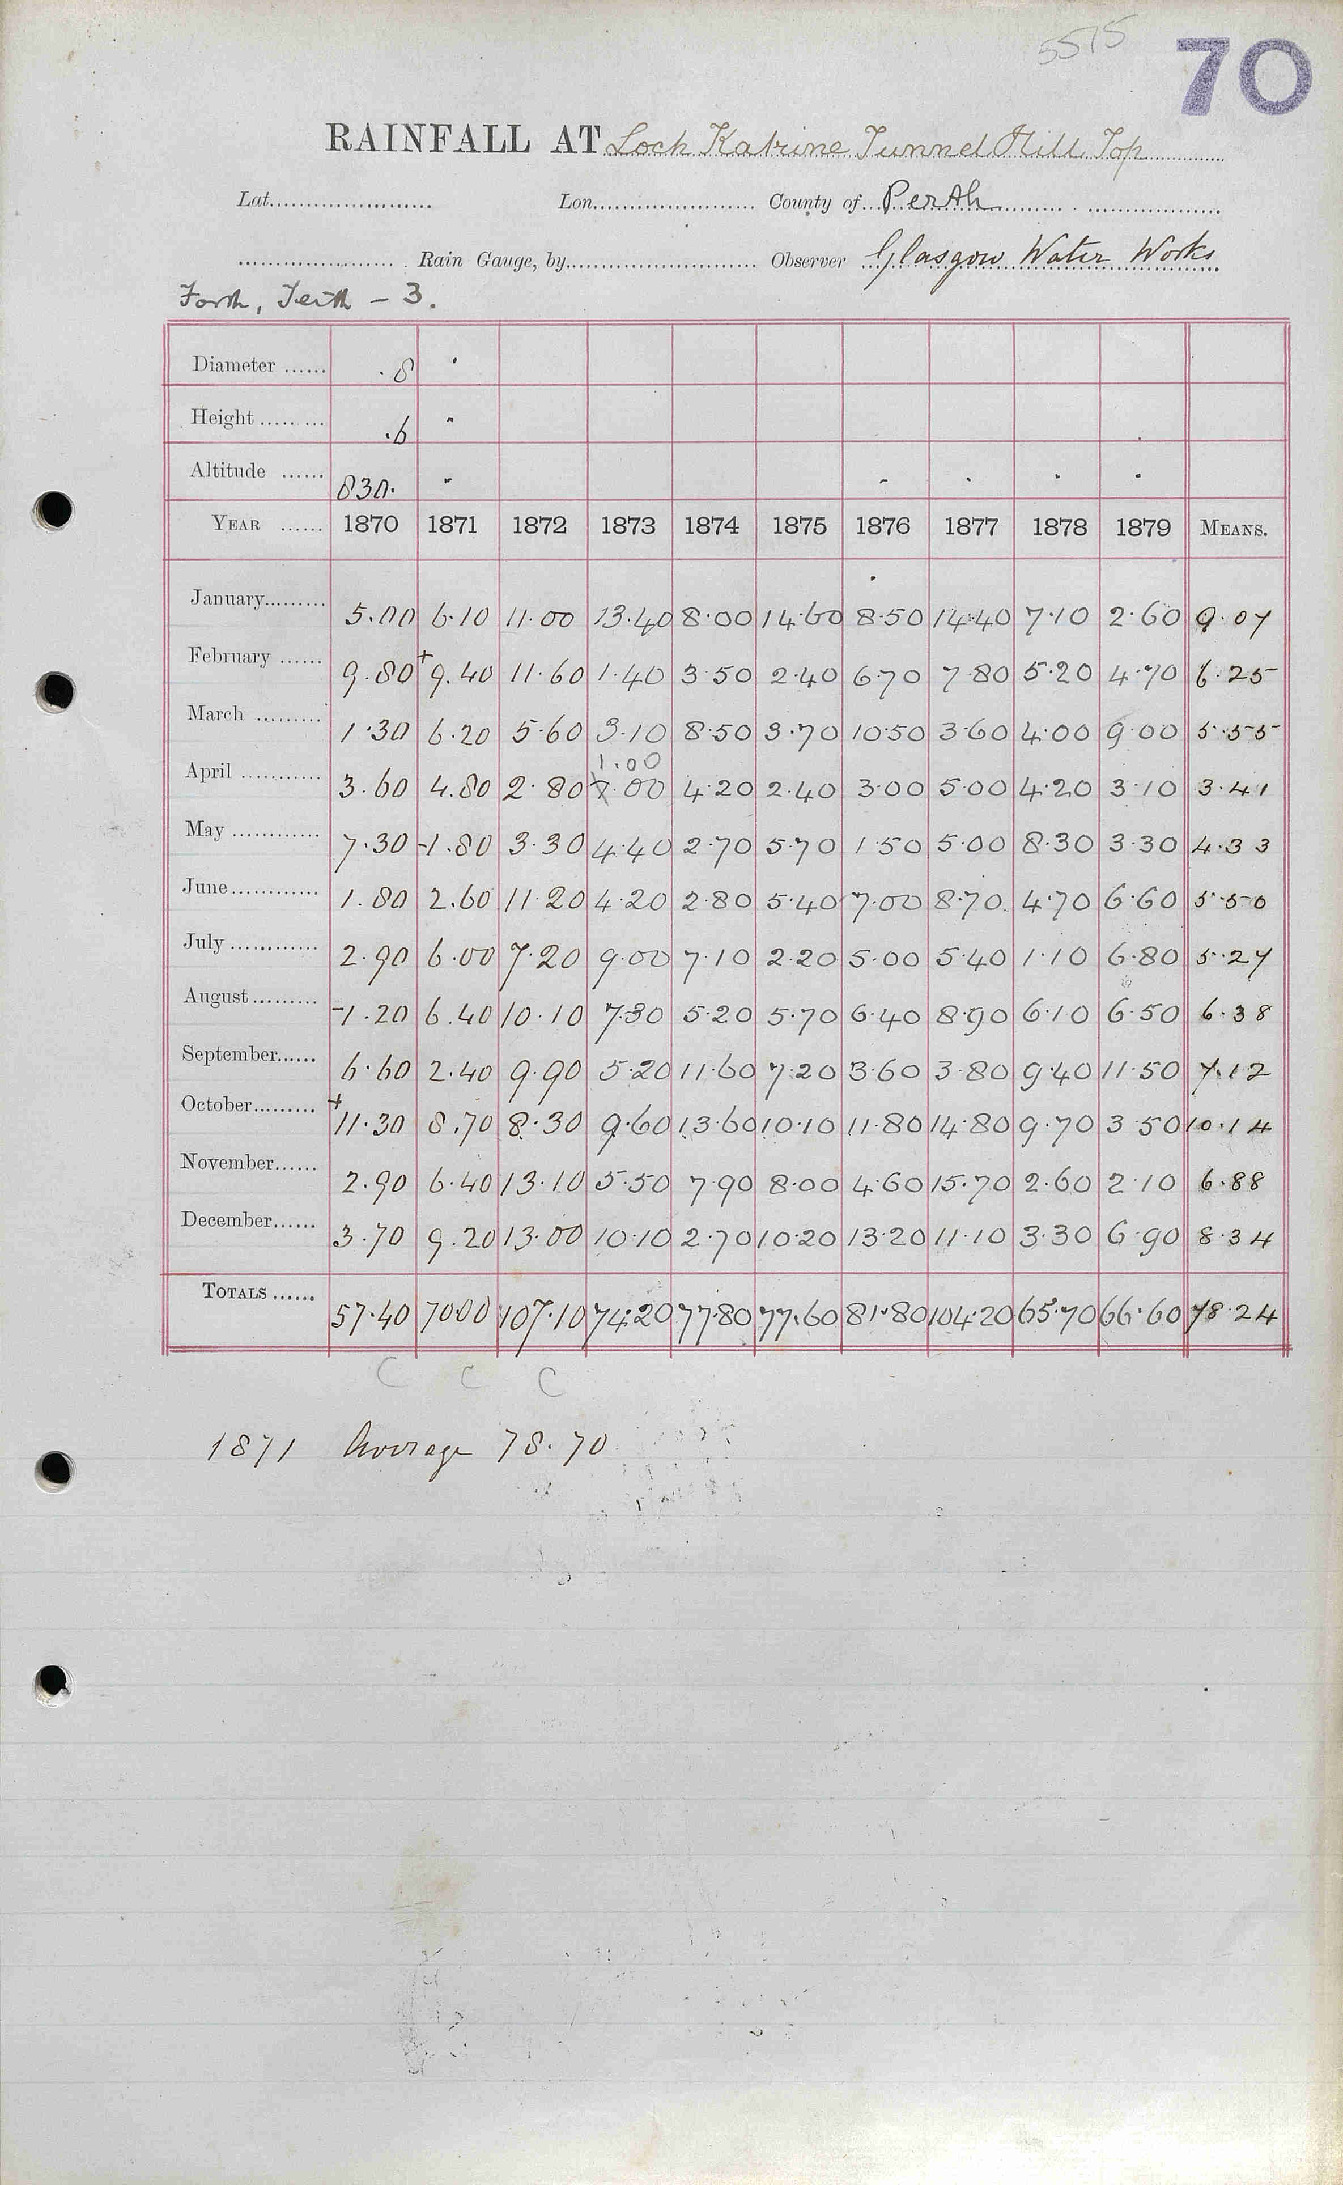 5515
70
RAINFALL AT Loch Katrine Tunnel Hill Top
Lat. Lon. County of Perth
Rain Gauge, by Observer Glasgow Water Works
Forth, Teith - 3.
Diameter ...... .8 "
Height ......... .6 "
Altitude ...... 830. "
YEAR ...... 1870 1871 1872 1873 1874 1875 1876 1877 1878 1879 MEANS.
January......... 5.00 6.10 11.00 13.40 8.00 14.60 8.50 14.40 7.10 2.60 9.07
February ...... 9.80 + 9.40 11.60 1.40 3.50 2.40 6.70 7.80 5.20 4.70 6.25
March ......... 1.30 6.20 5.60 3.10 8.50 3.70 10.50 3.60 4.00 9.00 5.55
1.00
April ........... 3.60 4.80 2.80 7.00 4.20 2.40 3.00 5.00 4.20 3.10 3.41
May ............ 7.30 -1.80 3.30 4.40 2.70 5.70 1.50 5.00 8.30 3.30 4.33
June ............ 1.80 2.60 11.20 4.20 2.80 5.40 7.00 8.70 4.70 6.60 5.50
July ............ 2.90 6.00 7.20 9.00 7.10 2.20 5.00 5.40 1.10 6.80 5.27
August ......... -1.20 6.40 10.10 7.30 5.20 5.70 6.40 8.90 6.10 6.50 6.38
September...... 6.60 2.40 9.90 5.20 11.60 7.20 3.60 3.80 9.40 11.50 7.12
October......... + 11.30 8.70 8.30 9.60 13.60 10.10 11.80 14.80 9.70 3.50 10.14
November...... 2.90 6.40 13.10 5.50 7.90 8.00 4.60 15.70 2.60 2.10 6.88
December...... 3.70 9.20 13.00 10.10 2.70 10.20 13.20 11.10 3.30 6.90 8.34
TOTALS ...... 57.40 70.00 107.10 74.20 77.80 77.60 81.80 104.20 65.70 66.60 78.24
C C C
1871 Average 78.70